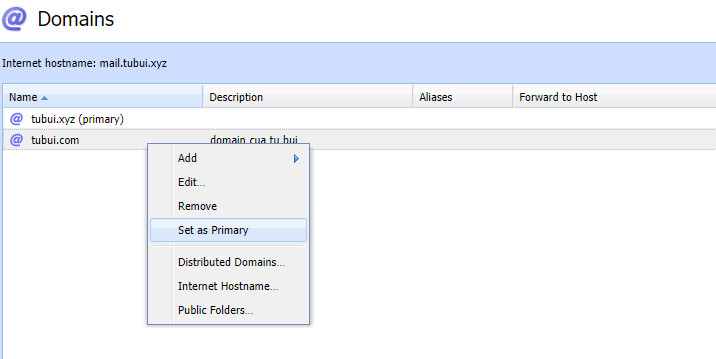 Domains
Internet hostname: mail.tubui.xyz
Name Description Aliases Forward to Host
tubui.xyz (primary)
tubui.com domain cua tu bui
Add
Edit...
Remove
Set as Primary
Distributed Domains...
Internet Hostname...
Public Folders...